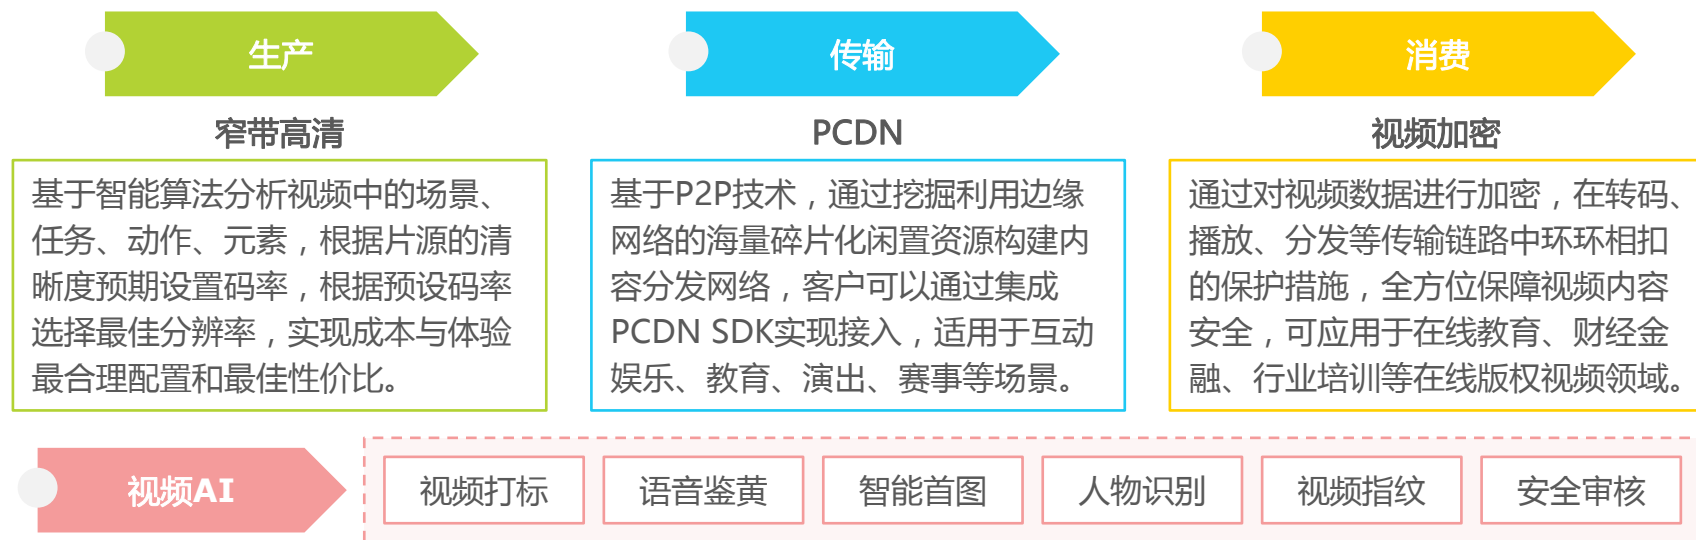 生产
传输
消费
窄带高清
PCDN
视频加密
基于智能算法分析视频中的场景、
任务、动作、元素，根据片源的清
晰度预期设置码率，根据预设码率
选择最佳分辨率，实现成本与体验
最合理配置和最佳性价比。
基于P2P技术，通过挖掘利用边缘
网络的海量碎片化闲置资源构建内
容分发网络，客户可以通过集成
PCDN SDK实现接入，适用于互动
娱乐、教育、演出、赛事等场景。
通过对视频数据进行加密，在转码、
播放、分发等传输链路中环环相扣
的保护措施，全方位保障视频内容
安全，可应用于在线教育、财经金
融、行业培训等在线版权视频领域。
视频AI
视频打标
语音鉴黄
智能首图
人物识别
视频指纹
安全审核